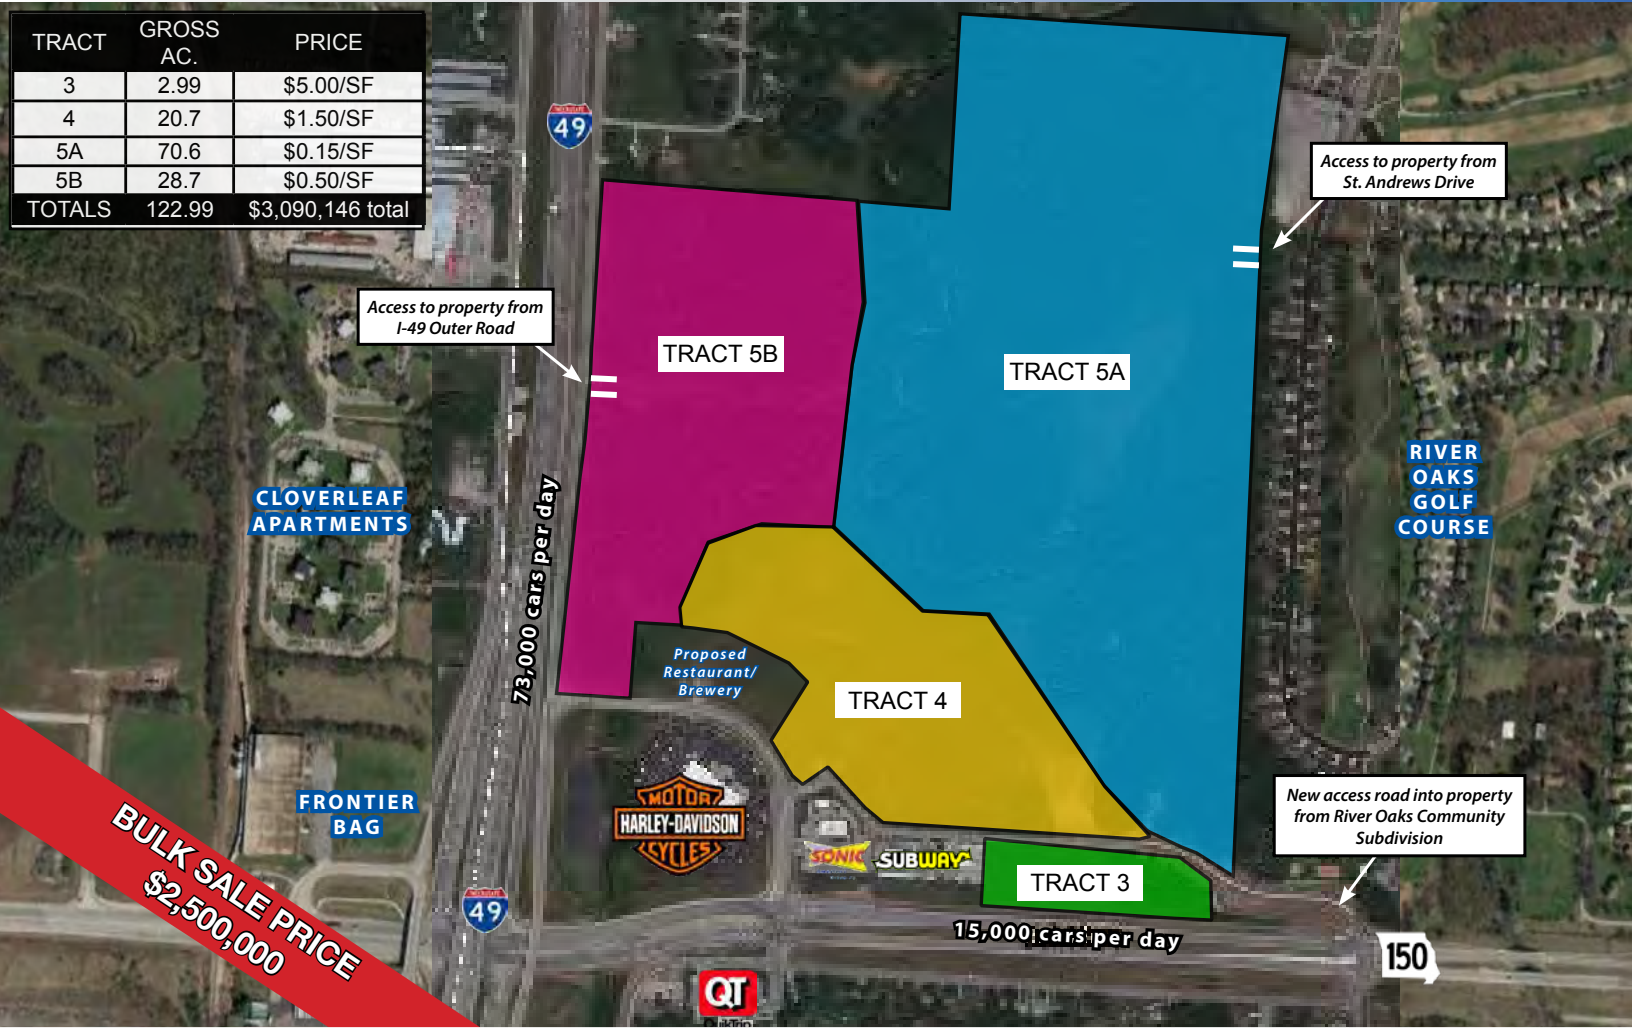 TRACT GROSS AC. PRICE
3 2.99 $5.00/SF
4 20.7 $1.50/SF
5A 70.6 $0.15/SF
5B 28.7 $0.50/SF
TOTALS 122.99 $3,090,146 total
INTERSTATE
49
Access to property from
St. Andrews Drive
Access to property from
I-49 Outer Road
TRACT 5B
TRACT 5A
RIVER
OAKS
GOLF
COURSE
CLOVERLEAF
APARTMENTS
73,000 cars per day
Proposed
Restaurant/
Brewery
TRACT 4
MOTOR
HARLEY-DAVIDSON
CYCLES
FRONTIER
BAG
New access road into property
from River Oaks Community
Subdivision
SONIC
SUBWAY
TRACT 3
BULK SALE PRICE
$2,500,000
INTERSTATE
49
15,000 cars per day
150
QT
QuikTrip